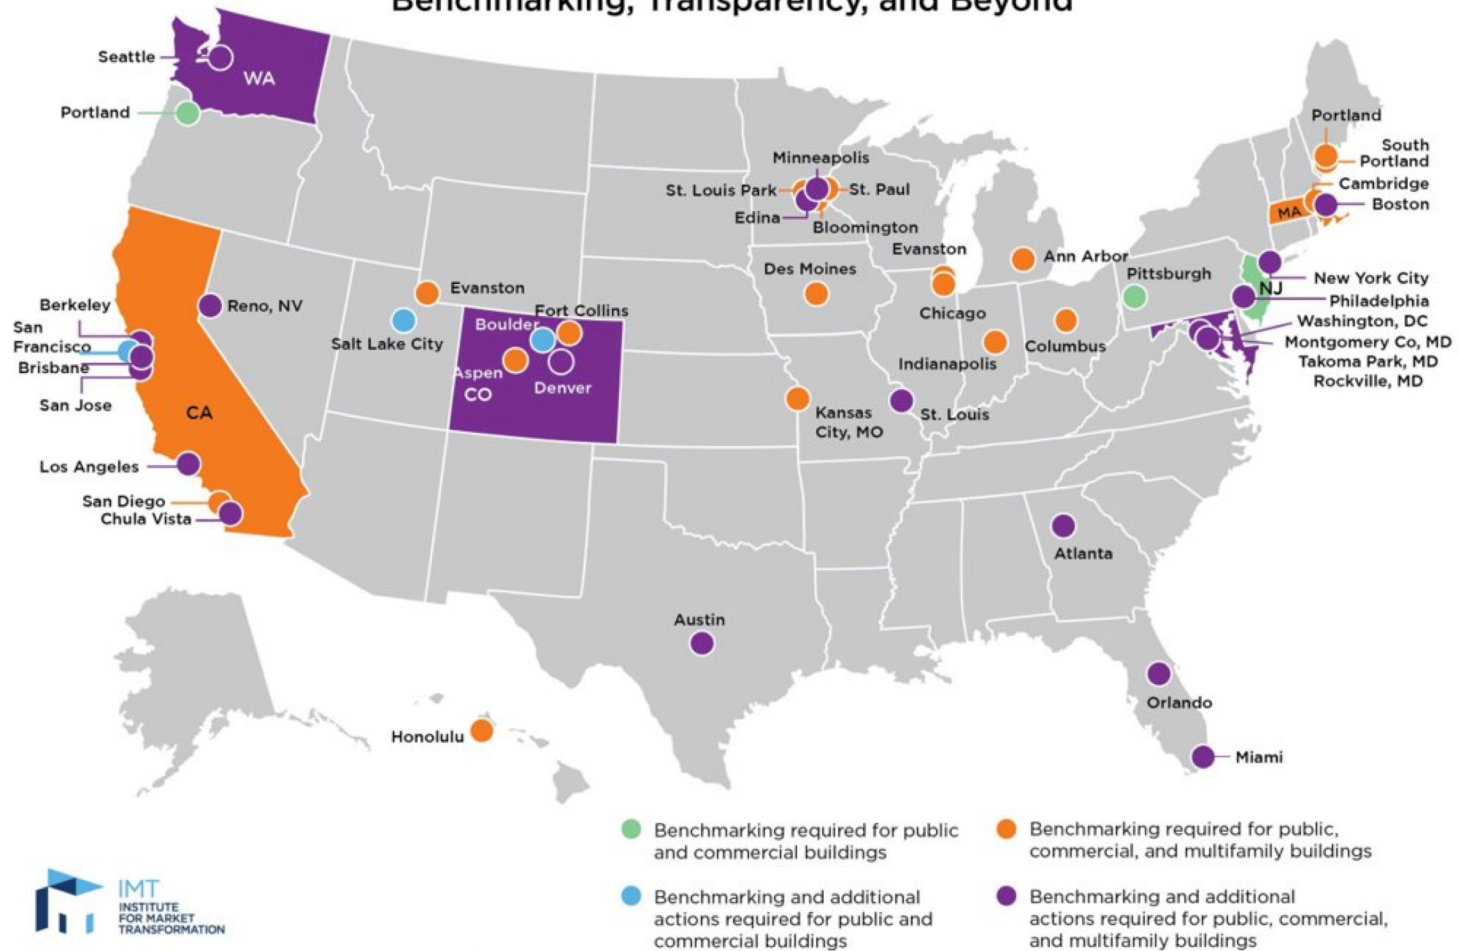 Benchmarking, Transparency, and Beyond
Seattle
WA
Portland
Portland
South
Portland
Minneapolis
St. Louis Park
St. Paul
Cambridge
MA
Boston
Edina
Bloomington
Evanston
Ann Arbor
Des Moines
Pittsburgh
New York City
NJ
Evanston
Berkeley
Reno, NV
Fort Collins
Chicago
Philadelphia
San
Francisco
Boulder
Washington, DC
Salt Lake City
Columbus
Montgomery Co, MD
Brisbane
Indianapolis
Takoma Park, MD
Aspen
Rockville, MD
CO
Denver
San Jose
CA
Kansas
City, MO
St. Louis
Los Angeles
San Diego
Chula Vista
Atlanta
Austin
Orlando
Honolulu
Miami
Benchmarking required for public
and commercial buildings
Benchmarking required for public,
commercial, and multifamily buildings
Benchmarking and additional
actions required for public and
commercial buildings
Benchmarking and additional
actions required for public, commercial,
and multifamily buildings
IMT
INSTITUTE
FOR MARKET
TRANSFORMATION